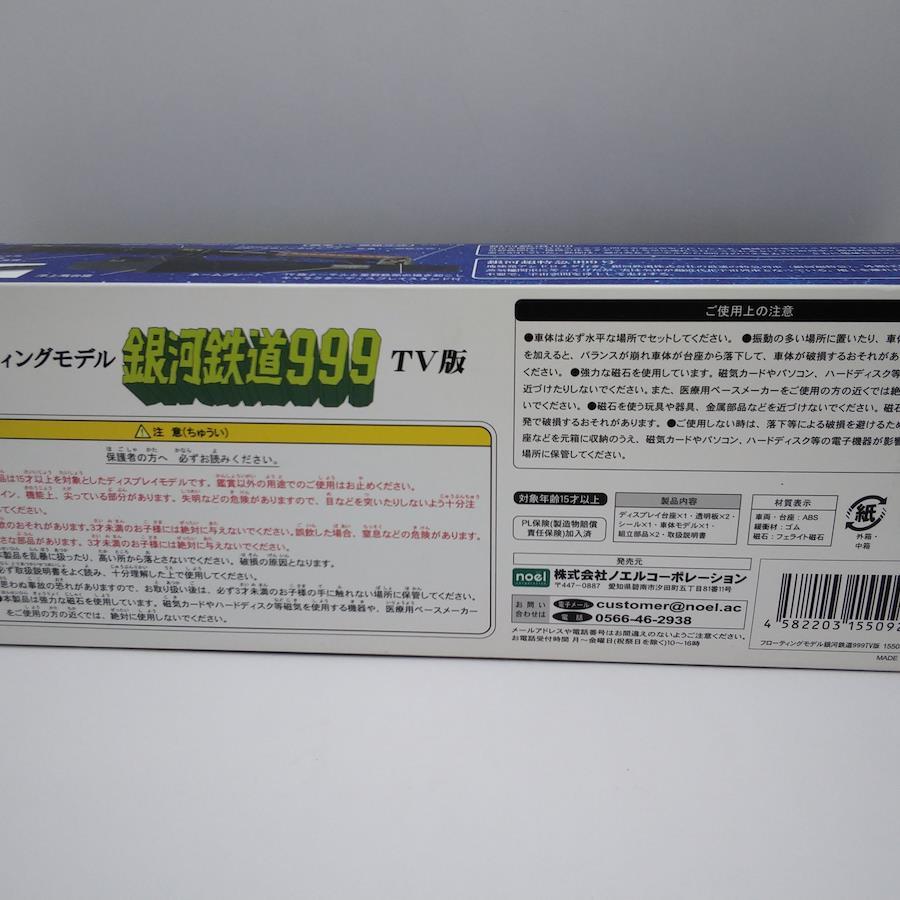 ィングモデル 銀河鉄道999 TV版
注 意(ちゅうい)
保護者の方へ 必ずお読みください。
品は15才以上を対象としたディスプレイモデルです。鑑賞以外の用途でのご使用はお止めください。
イン、機能上、尖っている部分があります。失明などの危険がありますので、目などを突いたりしないよう十分注
てください。
飲のおそれがあります。3才未満のお子様には絶対に与えないでください。誤飲した場合、窒息などの危険があります。
さな部品があります。3才未満のお子様には絶対に与えないでください。
製品を乱暴に扱ったり、高い所から落とさないでください。破損の原因となります。
必ず取扱説明書をよく読み、十分理解した上で使用してください。
思わぬ事故の恐れがありますので、お取り扱い後は、必ず3才未満のお子様の手に触れない場所に保管してください。
本製品は強力な磁石を使用しています。磁気カードやハードディスク等磁気を使用する機器や、医療用ペースメーカー
をご使用の方の近くでは、絶対に使用しないでください。
ご使用上の注意
●車体は必ず水平な場所でセットしてください。 ●振動の多い場所に置いたり、車体
を加えると、バランスが崩れ車体が台座から落下して、車体が破損するおそれがあ
ください。 ●強力な磁石を使用しています。磁気カードやパソコン、ハードディスク等
近づけたりしないでください。また、医療用ペースメーカーをご使用の方の近くでは絶
いでください。 ●磁石を使う玩具や器具、金属部品などを近づけないでください。磁石
発で破損するおそれがあります。 ●ご使用しない時は、落下等による破損を避けるため
座などを元箱に収納のうえ、磁気カードやパソコン、ハードディスク等の電子機器が影響
場所に保管してください。
対象年齢15才以上
PL保険(製造物賠償
責任保険)加入済
製品内容
ディスプレイ台座×1・透明板×2・
シール×1・車体モデル×1・
組立部品×2・取扱説明書
材質表示
車両・台座：ABS
緩衝材：ゴム
磁石：フェライト磁石
紙
外箱・
中箱
発売元
noel 株式会社ノエルコーポレーション
〒447-0887 愛知県碧南市汐田町五丁目81番11号
お問い
合わせは
電子メール customer@noel.ac
電話 0566-46-2938
メールアドレスや電話番号はお間違えのないようご注意ください。
お電話受付時間 月～金曜日(祝祭日を除く)10～16時
4 582203 155092
フローティングモデル銀河鉄道999TV版 1550
MADE